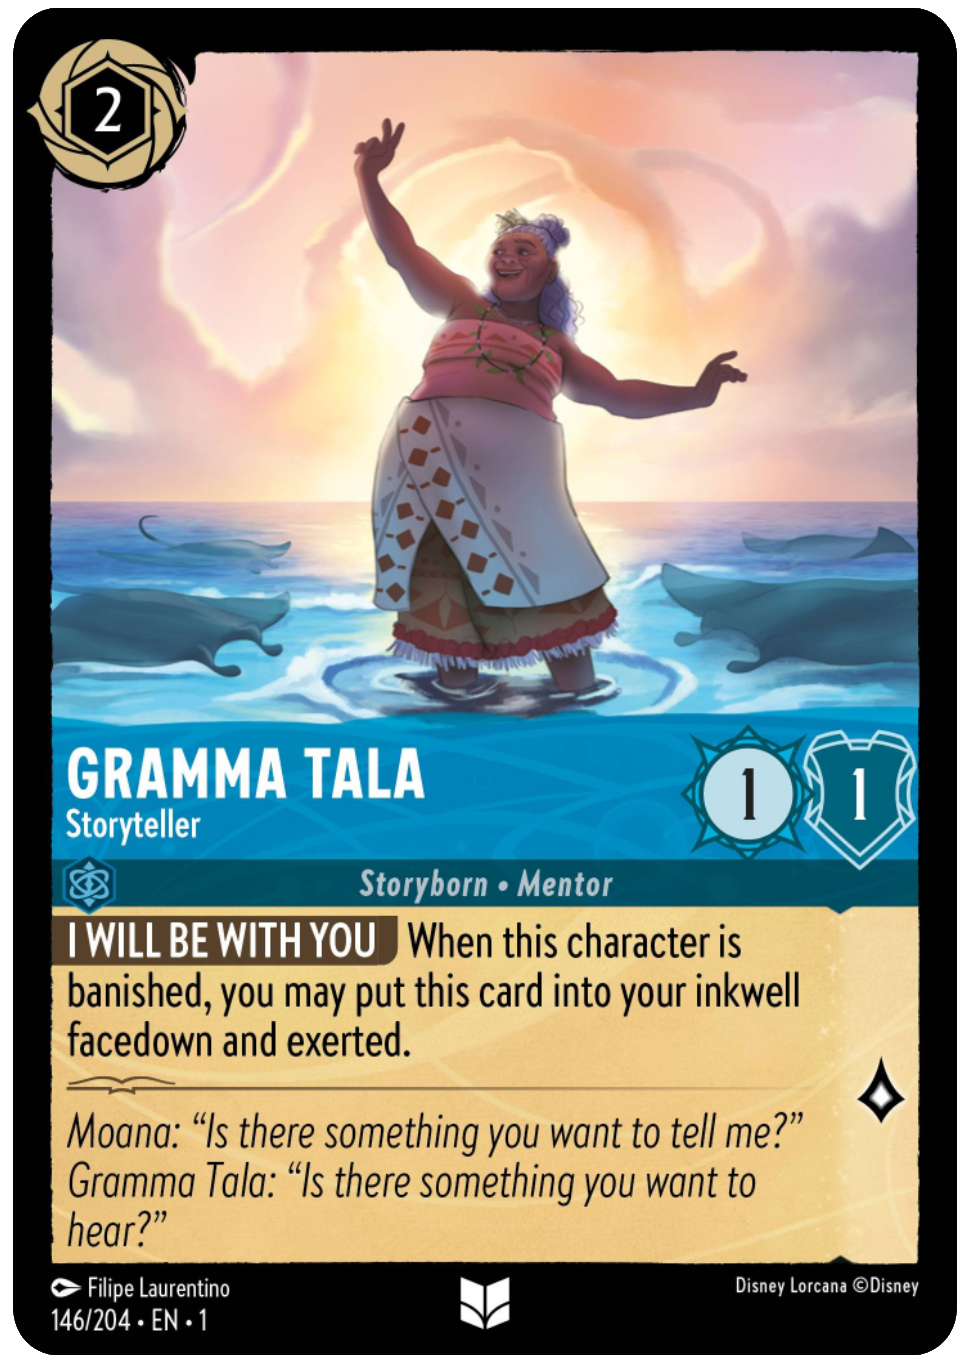 2
GRAMMA TALA
Storyteller
1
1
Storyborn • Mentor
I WILL BE WITH YOU When this character is
banished, you may put this card into your inkwell
facedown and exerted.
Moana: “Is there something you want to tell me?”
Gramma Tala: “Is there something you want to
hear?”
Filipe Laurentino
Disney Lorcana ©Disney
146/204 • EN • 1